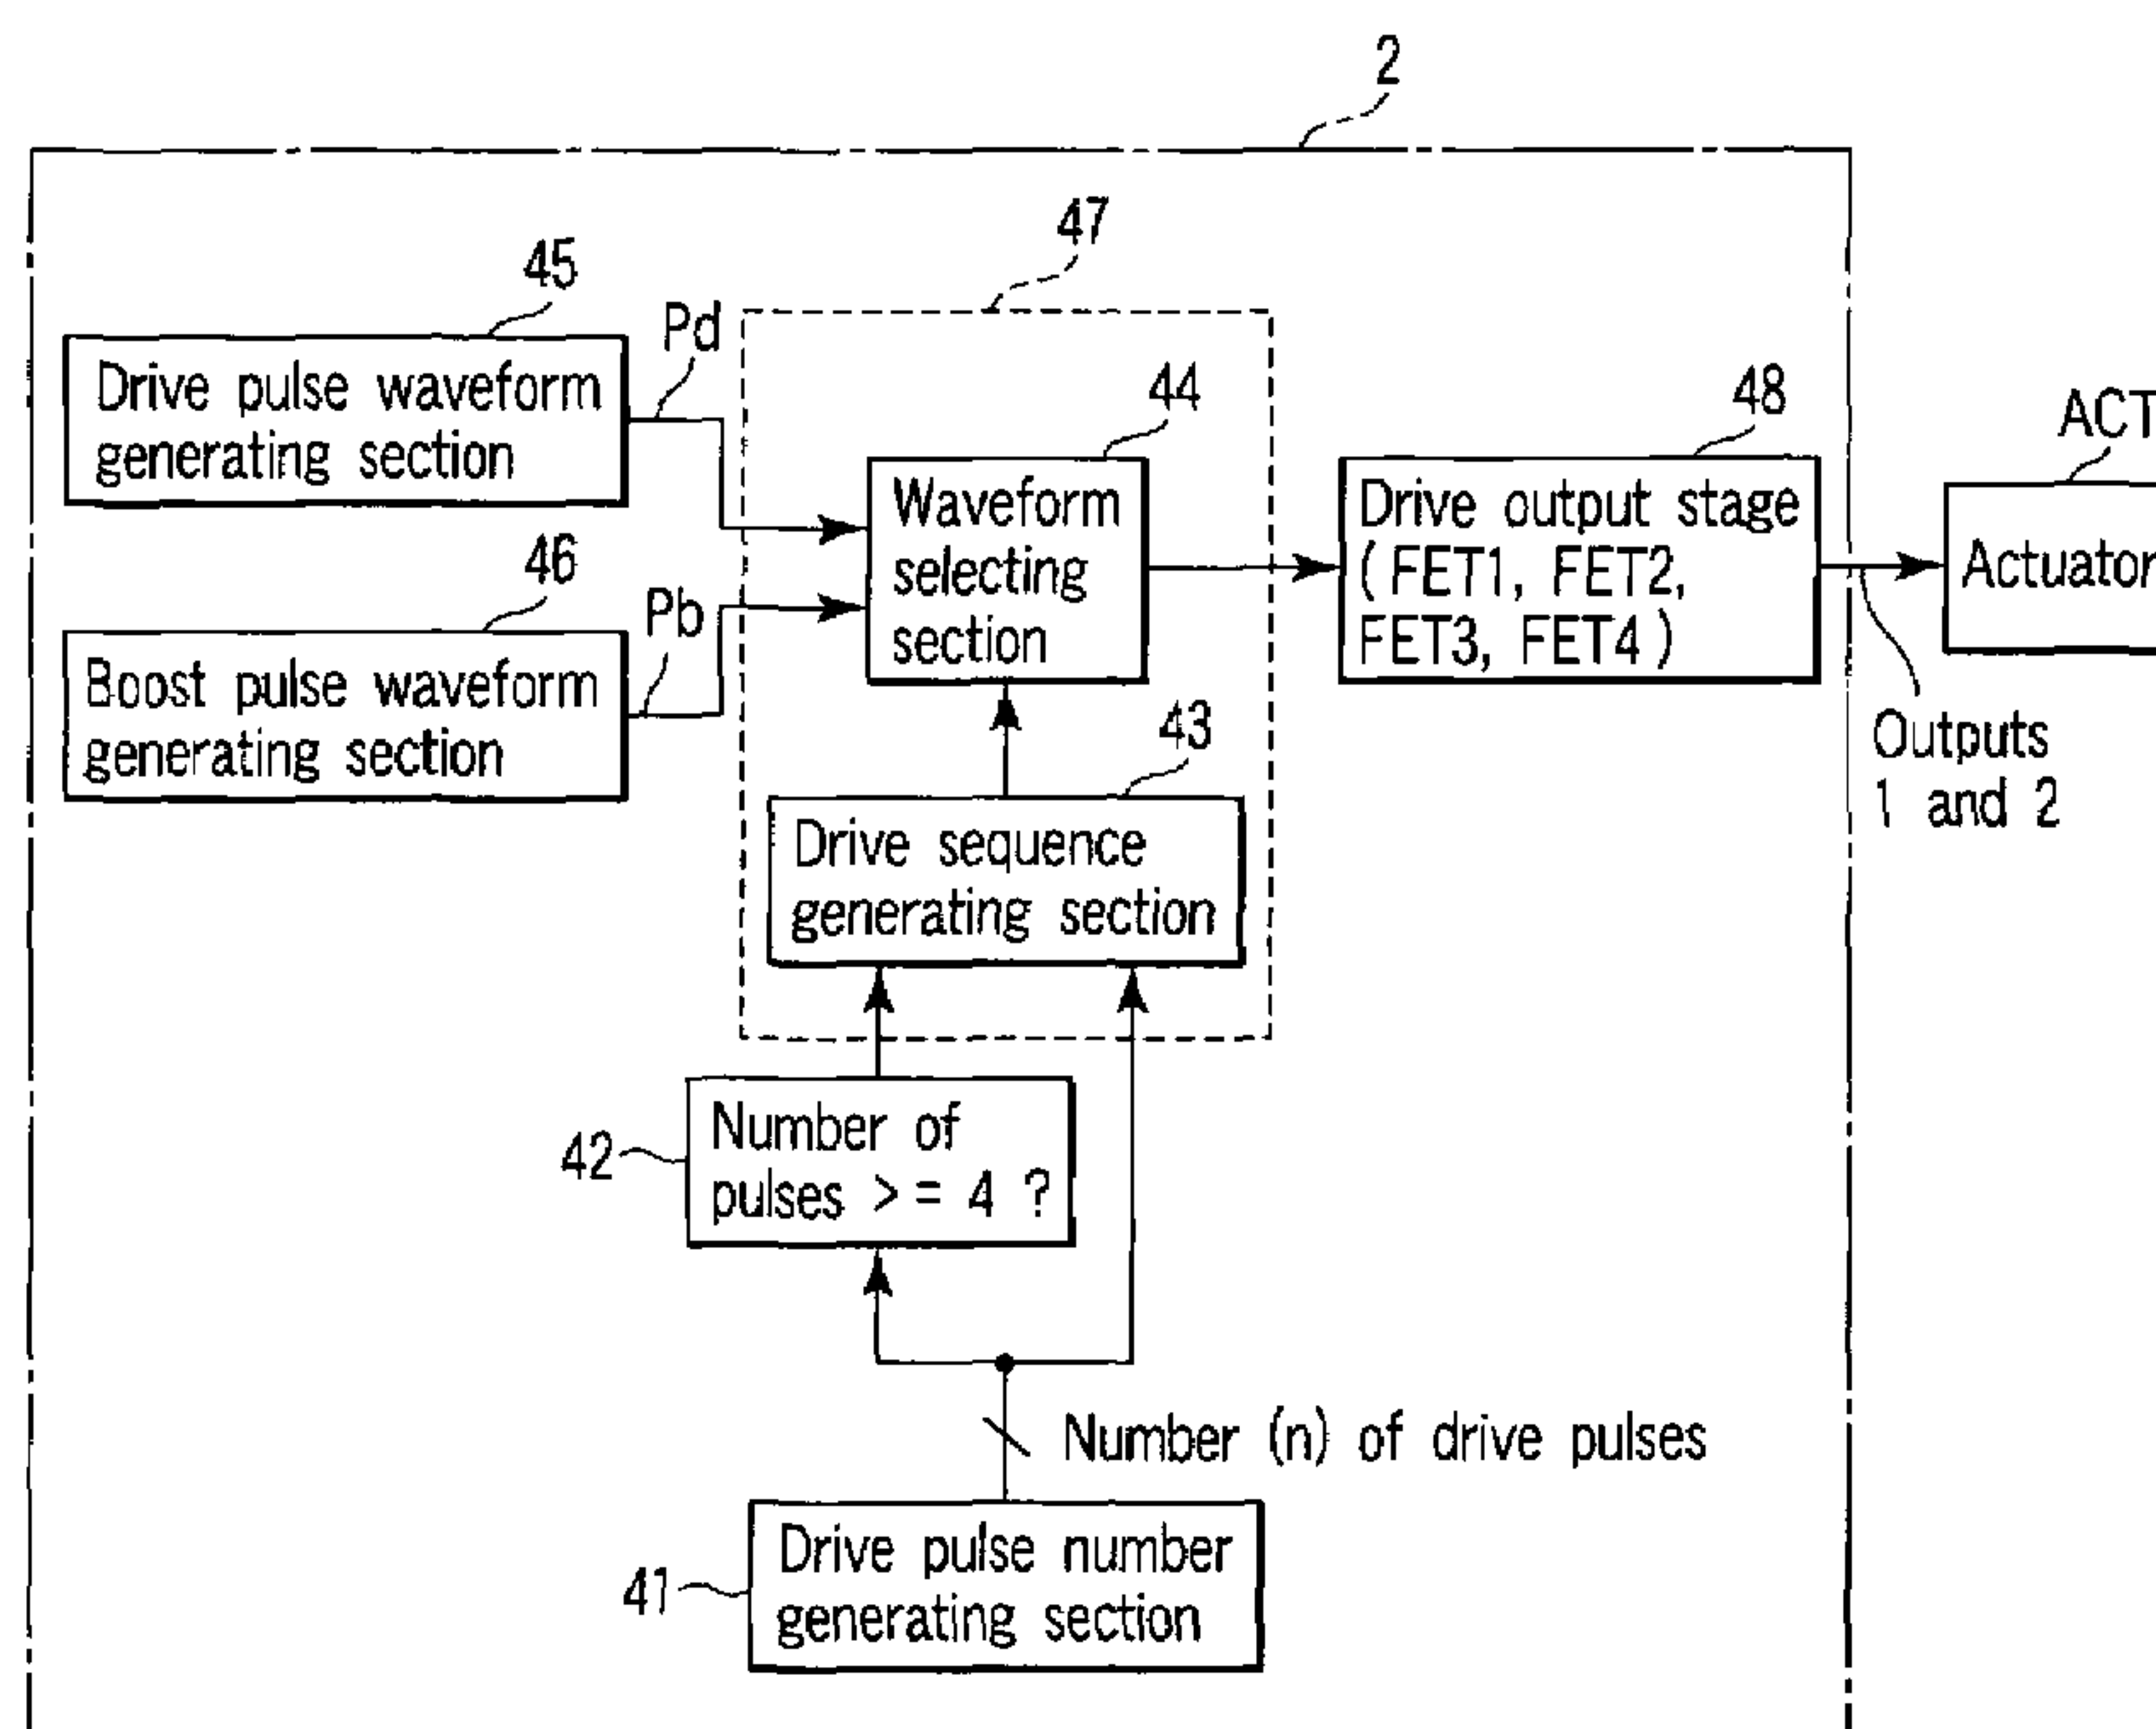 2
47
45
Pd
Drive pulse waveform
generating section
44
48
ACT
Waveform
selecting
section
Drive output stage
(FET1, FET2,
FET3, FET4)
Actuator
46
Pb
Boost pulse waveform
generating section
Outputs
1 and 2
43
Drive sequence
generating section
42
Number of
pulses >= 4 ?
Number (n) of drive pulses
41
Drive pulse number
generating section